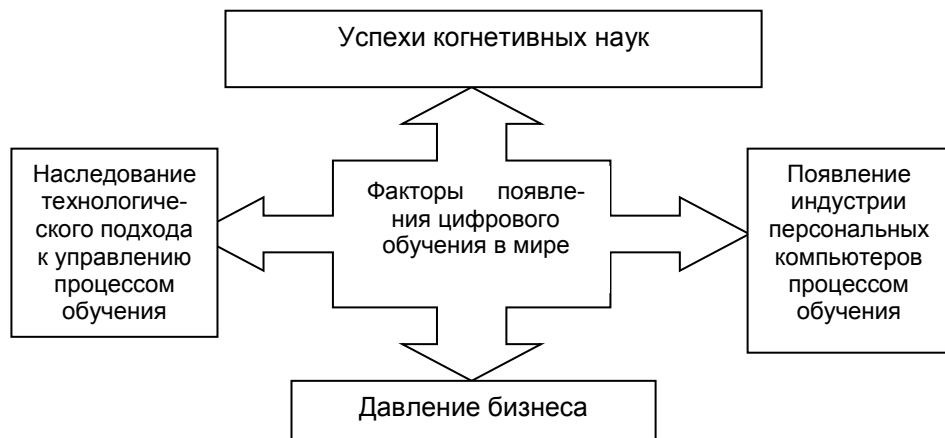 Успехи когнетивных наук
Наследование
технологиче-
ского подхода
к управлению
процессом
обучения
Факторы появле-
ния цифрового
обучения в мире
Появление
индустрии
персональных
компьютеров
процессом
обучения
Давление бизнеса